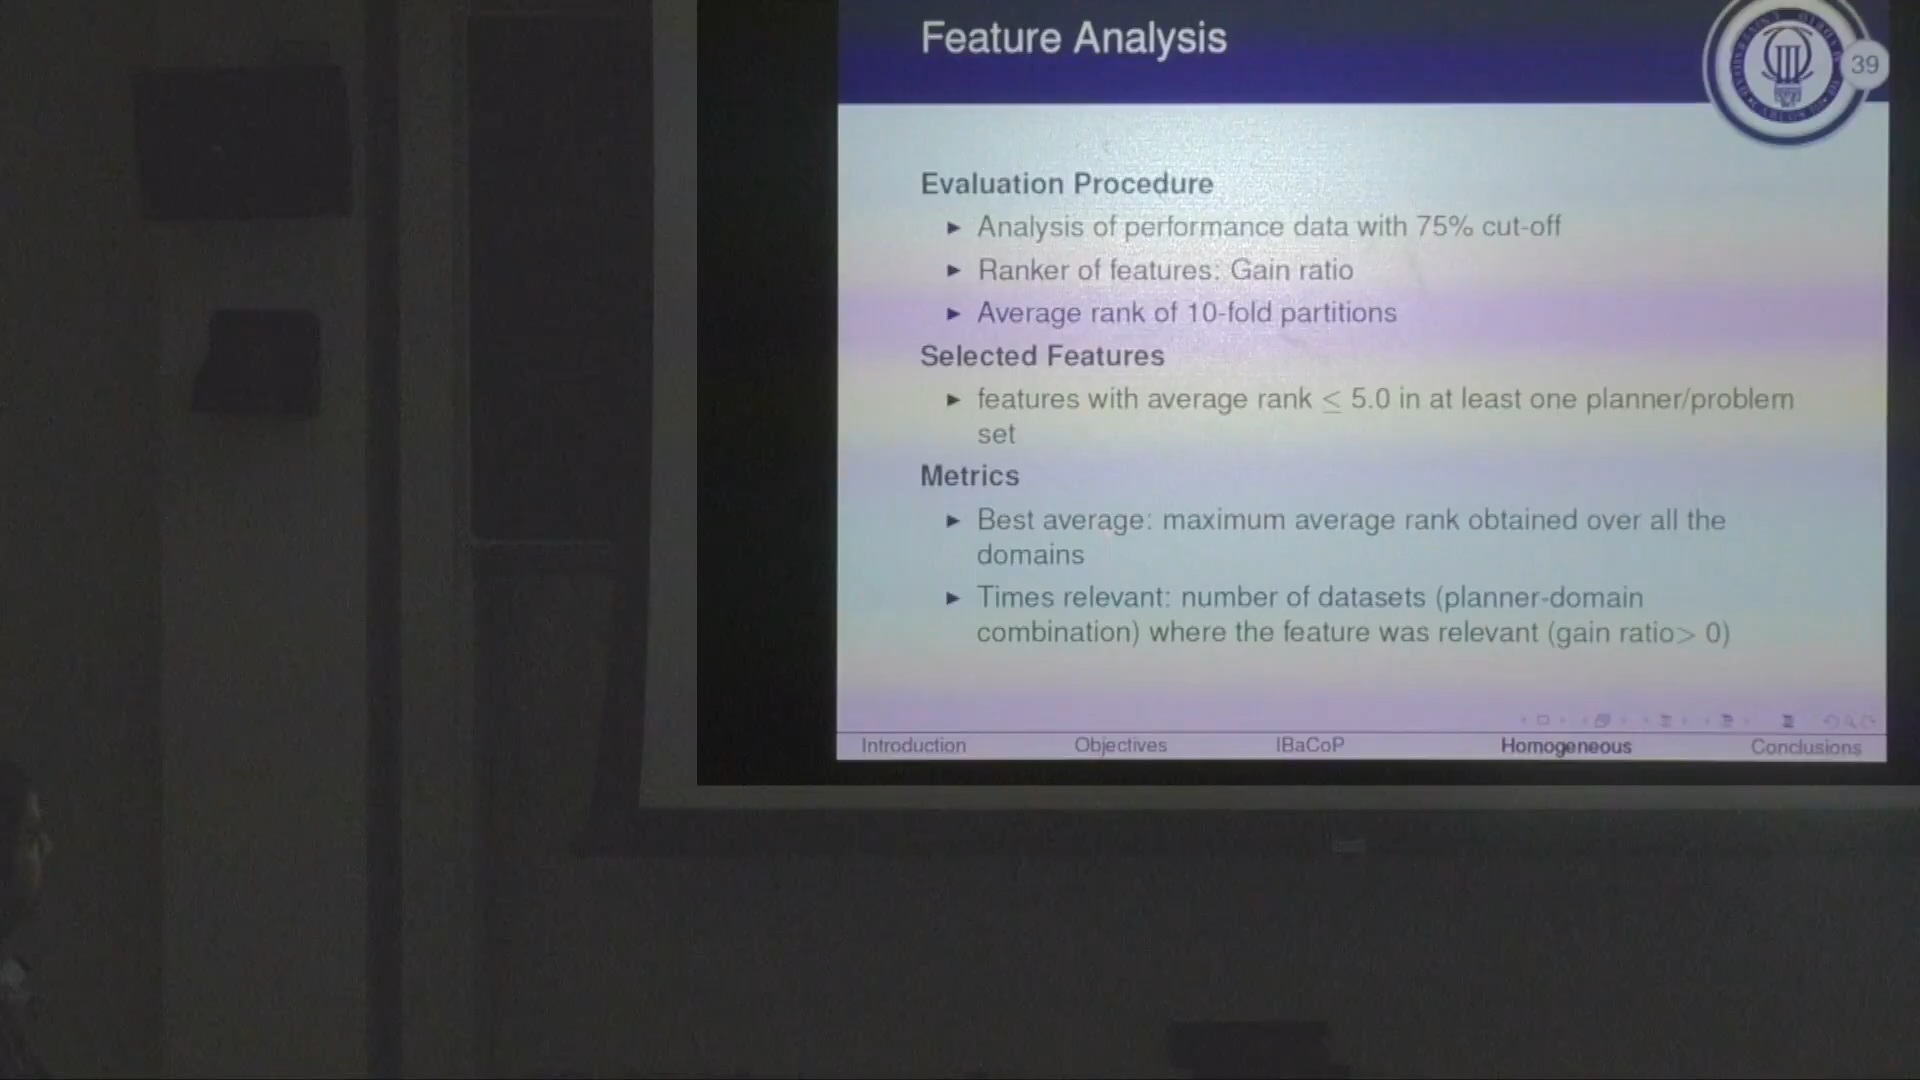 Feature Analysis
39
Evaluation Procedure
► Analysis of performance data with 75% cut-off
► Ranker of features: Gain ratio
► Average rank of 10-fold partitions
Selected Features
► features with average rank ≤ 5.0 in at least one planner/problem
set
Metrics
► Best average: maximum average rank obtained over all the
domains
► Times relevant: number of datasets (planner-domain
combination) where the feature was relevant (gain ratio> 0)
Introduction Objectives IBaCoP Homogeneous Conclusions